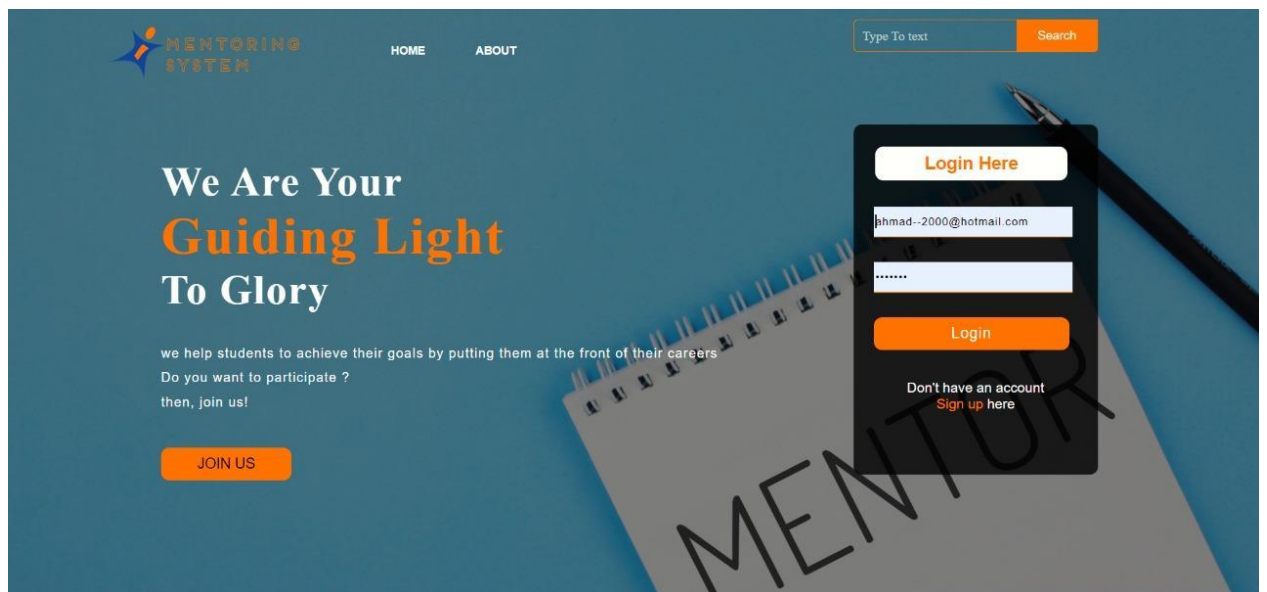 MENTORING
SYSTEM
HOME
ABOUT
Type To text
Search
We Are Your
Guiding Light
To Glory
we help students to achieve their goals by putting them at the front of their careers
Do you want to participate ?
then, join us!
JOIN US
Login Here
ahmad--2000@hotmail.com
•••••••
Login
Don't have an account
Sign up here
MENTOR